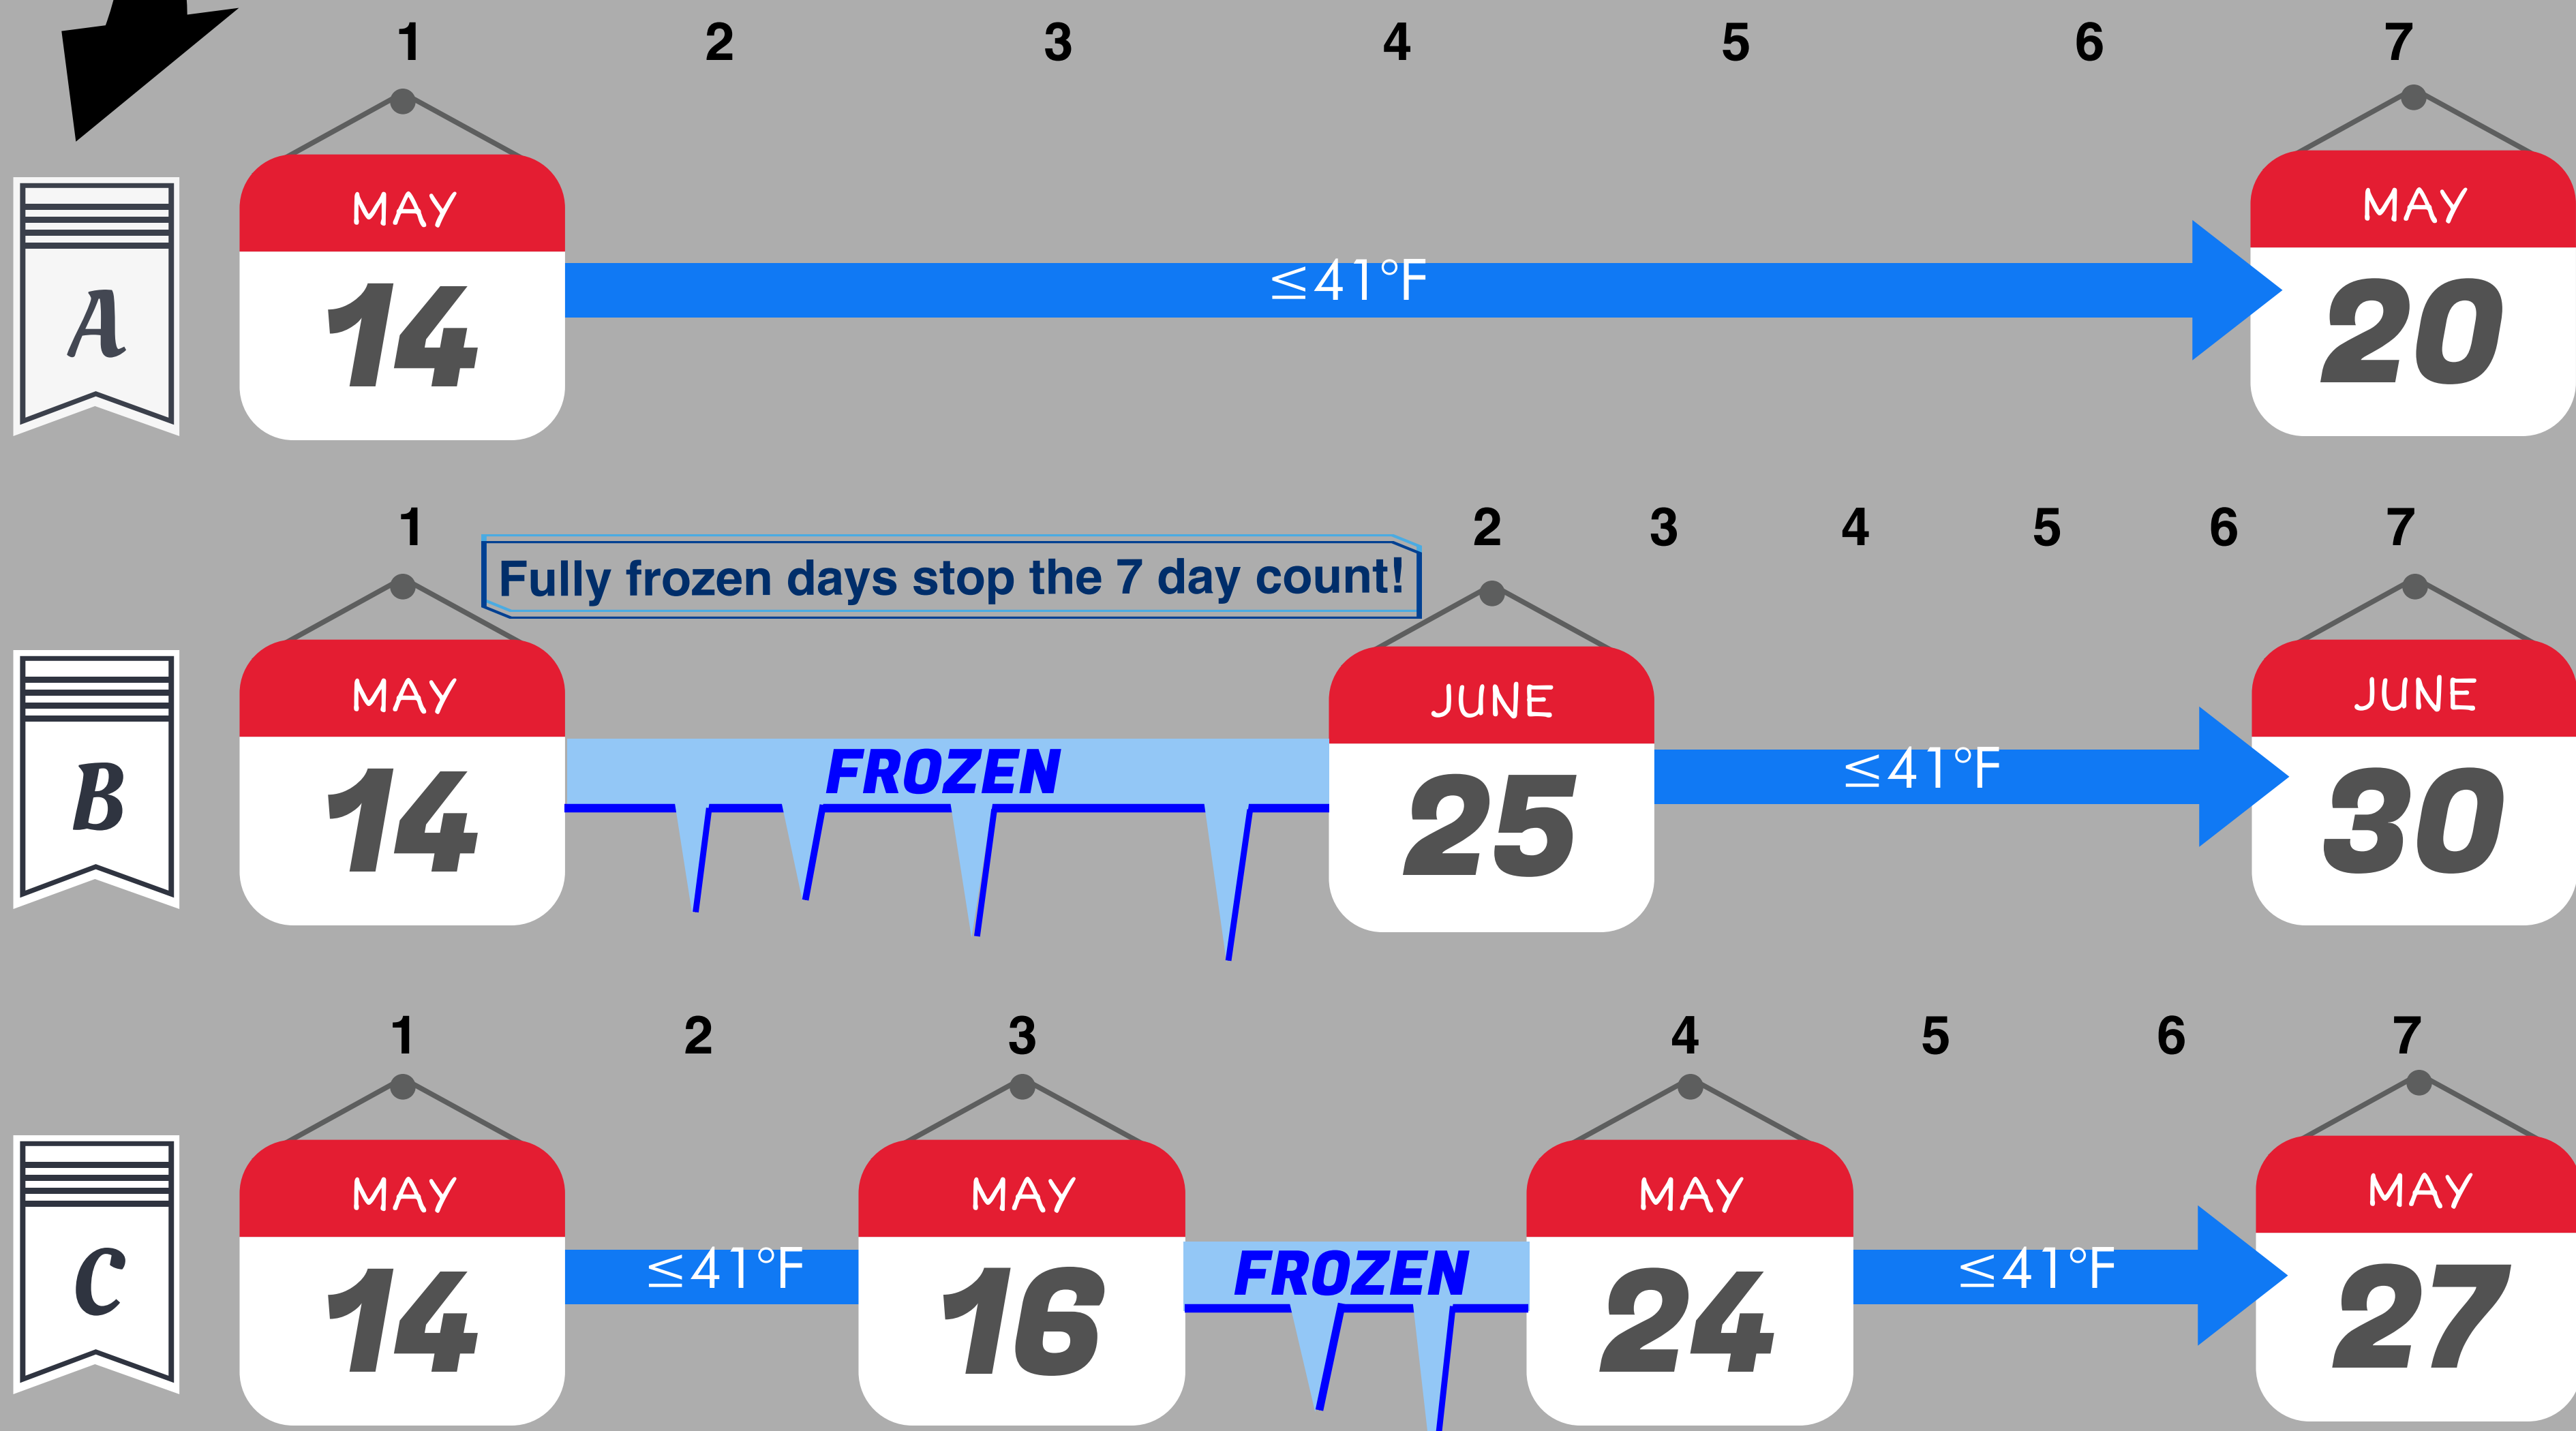 1 2 3 4 5 6 7
MAY MAY
A 14 ≤41°F 20
1 Fully frozen days stop the 7 day count! 2 3 4 5 6 7
MAY JUNE JUNE
B 14 FROZEN 25 ≤41°F 30
1 2 3 4 5 6 7
MAY MAY MAY MAY
C 14 ≤41°F 16 FROZEN 24 ≤41°F 27